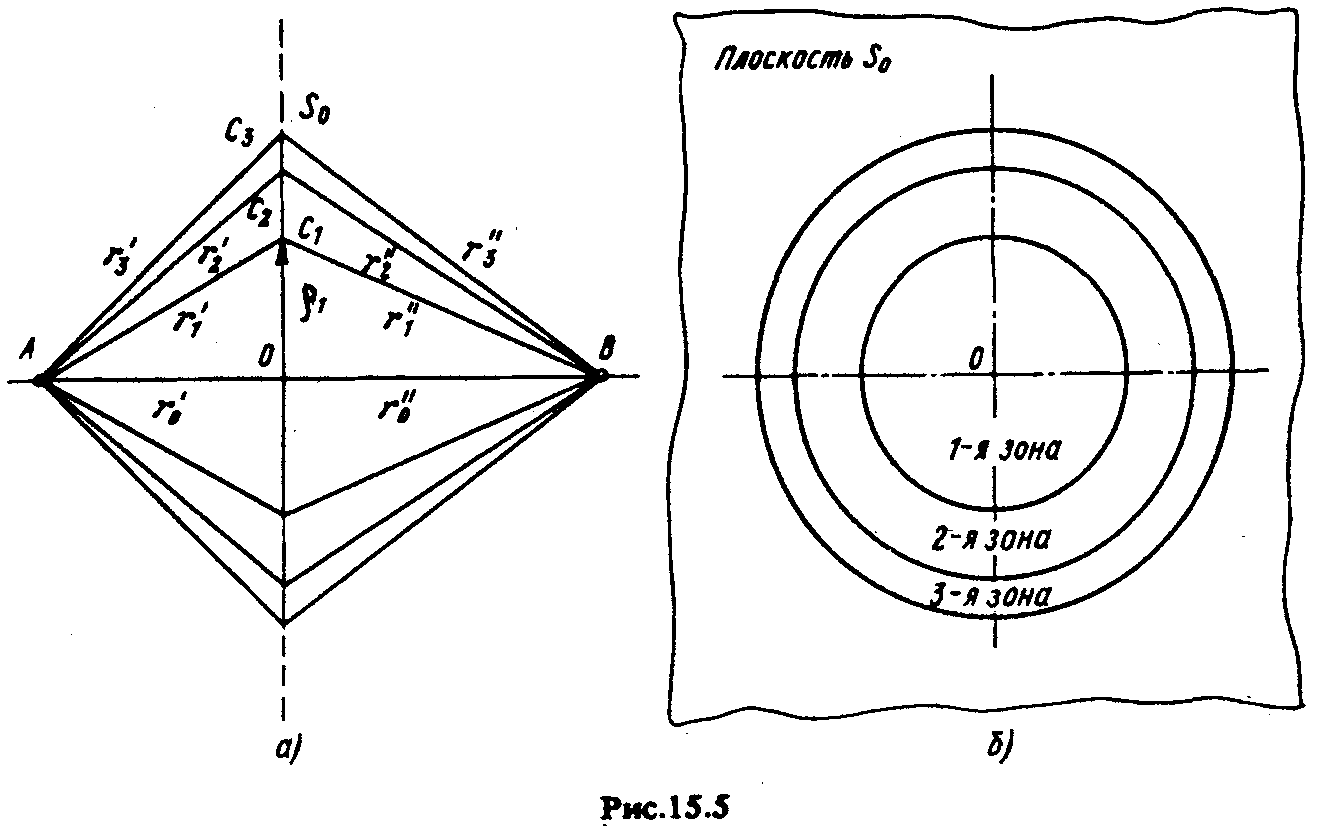 Плоскость S₀
C₃ S₀
C₂ C₁
r₃' r₂' r₂'' r₃''
r₁' ρ₁ r₁''
A O B
r₀' r₀''
O
1-я зона
2-я зона
3-я зона
а) б)
Рис.15.5